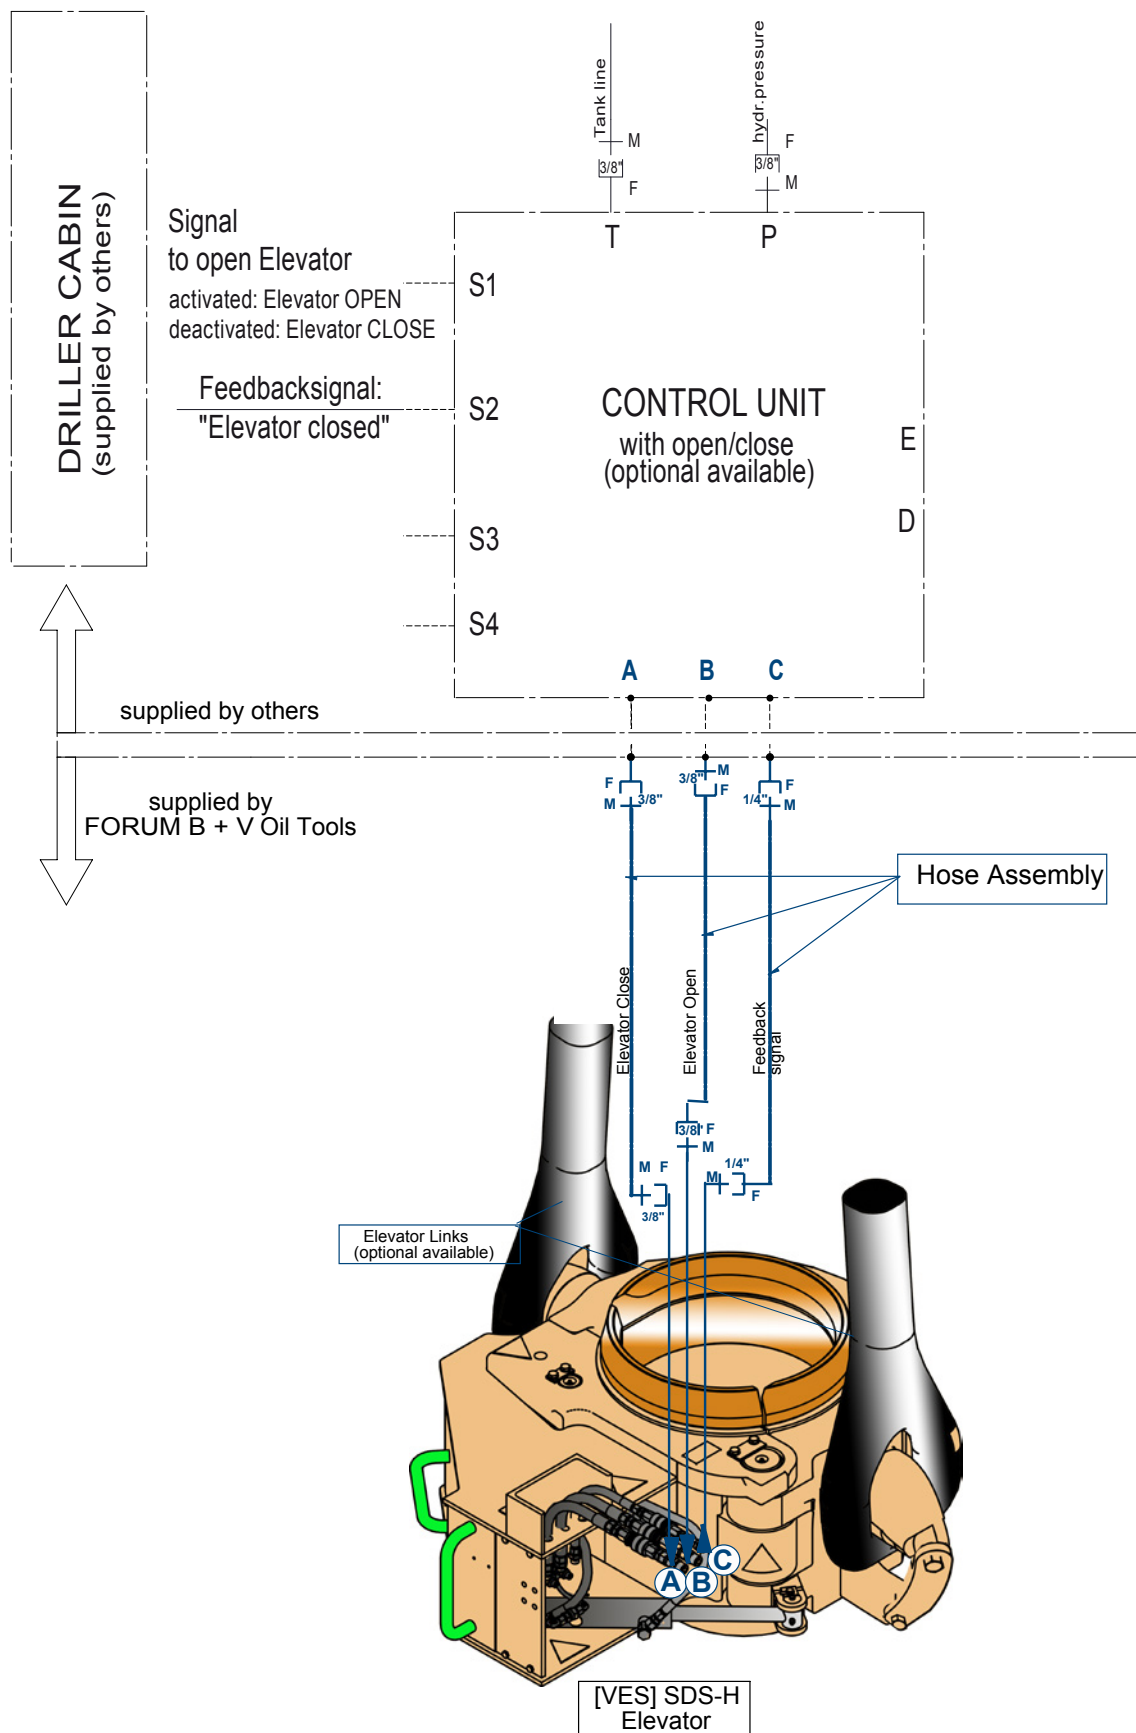 DRILLER CABIN
(supplied by others)
Tank line
M
3/8"
F
hydr.pressure
F
3/8"
M
T
P
Signal
to open Elevator
activated: Elevator OPEN
deactivated: Elevator CLOSE
S1
Feedbacksignal:
"Elevator closed"
S2
CONTROL UNIT
with open/close
(optional available)
E
D
S3
S4
A
B
C
supplied by others
supplied by
FORUM B + V Oil Tools
F
M
3/8"
M
3/8"
F
F
1/4"
M
Hose Assembly
Elevator Close
Elevator Open
Feedback
signal
3/8"
F
M
M
F
3/8"
1/4"
M
F
Elevator Links
(optional available)
A
B
C
[VES] SDS-H
Elevator